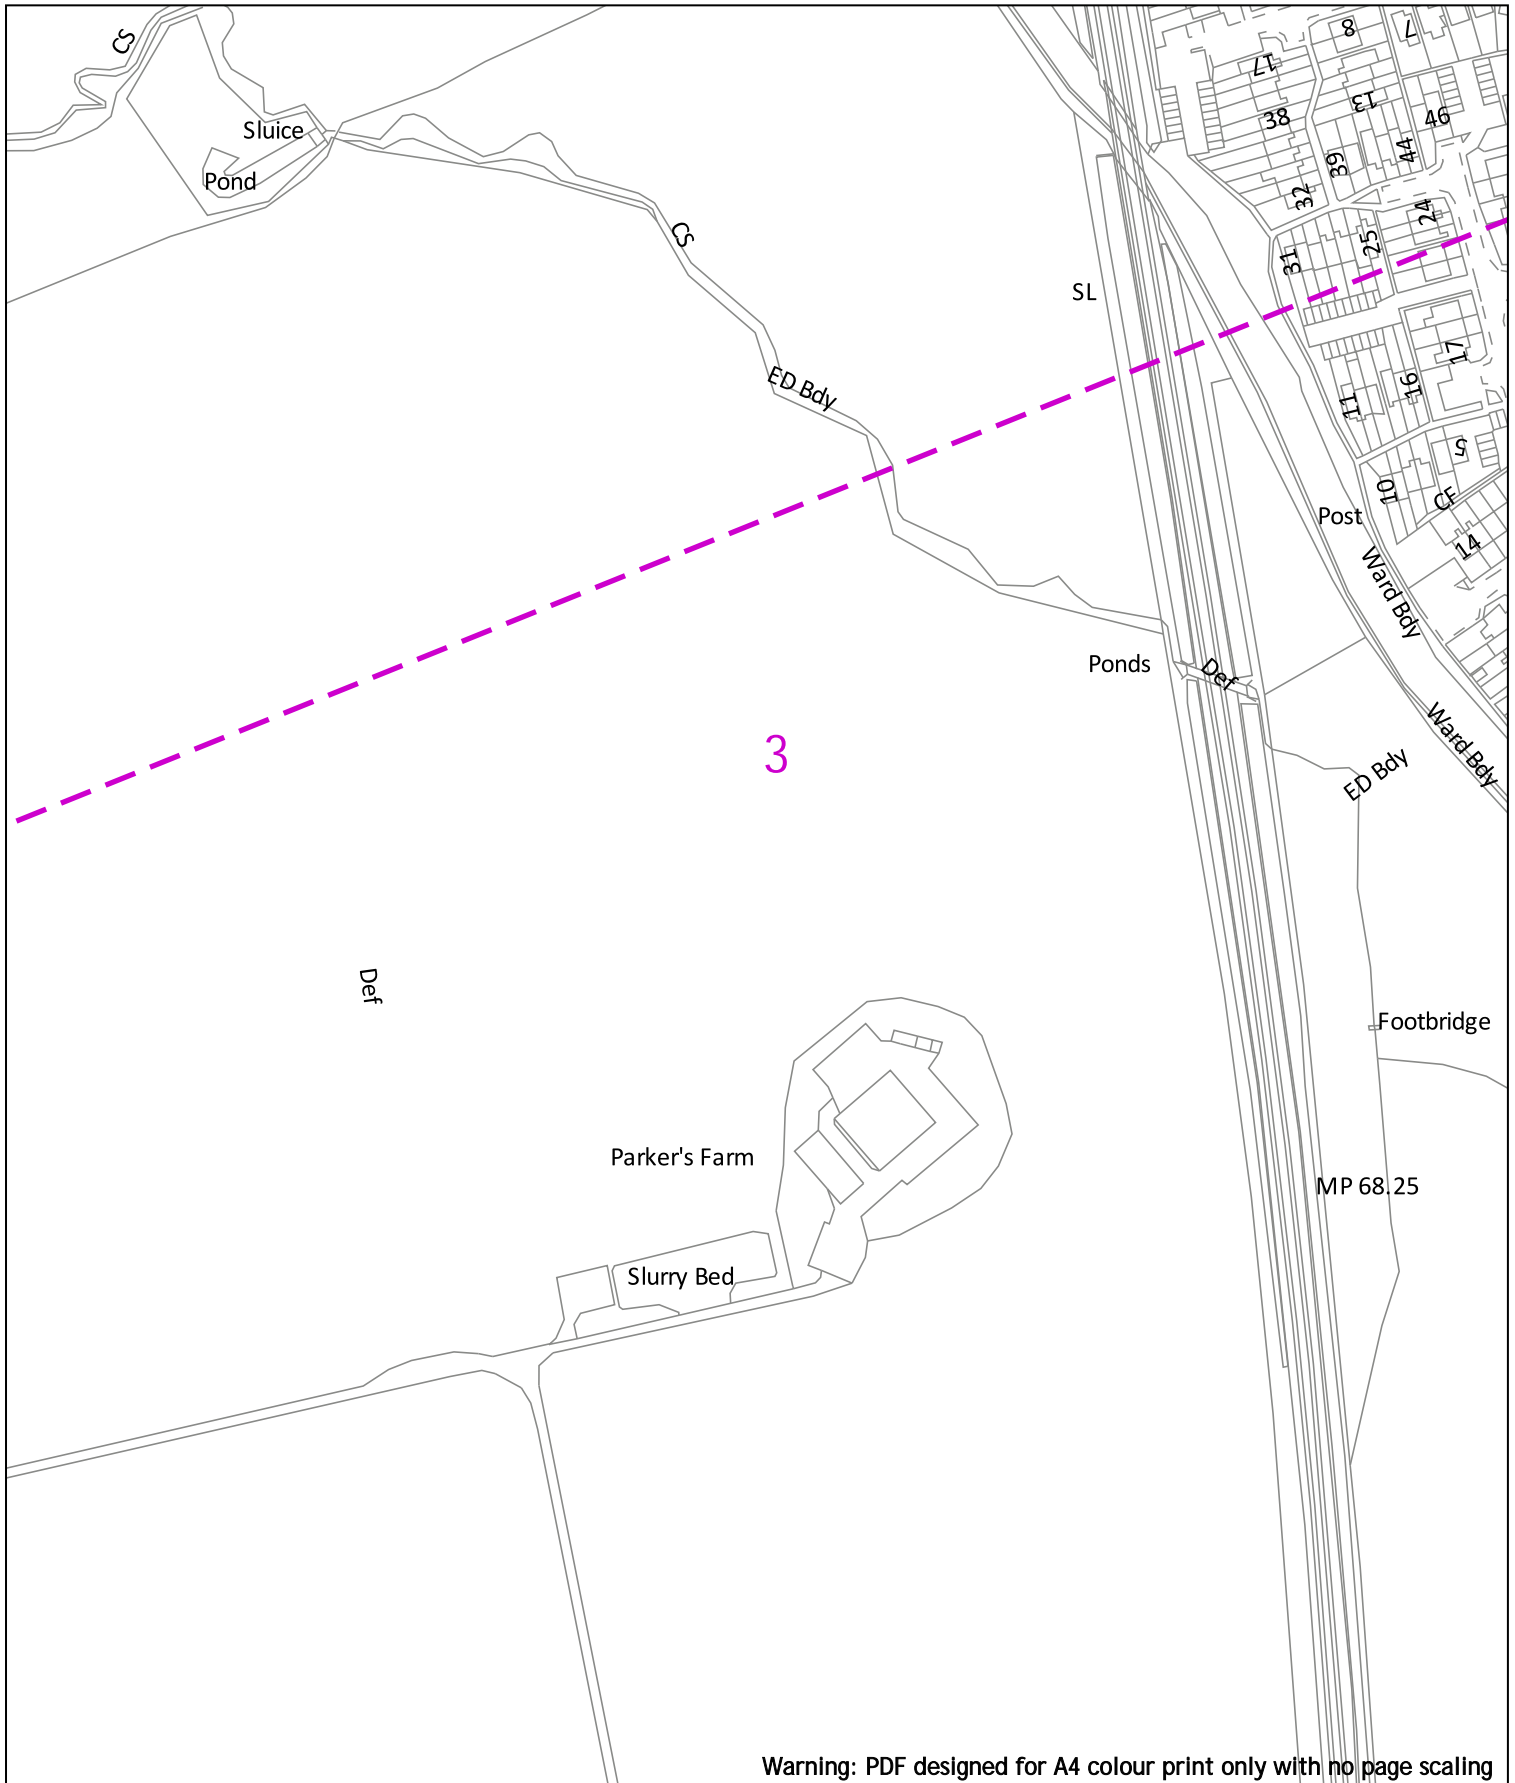 CS
8
7
17
13
38
46
Sluice
44
39
Pond
32
24
CS
25
31
SL
17
ED Bdy
16
11
5
10
CF
Post
14
Ward Bdy
Ponds
Def
Ward Bdy
3
ED Bdy
Def
Footbridge
Parker's Farm
MP 68.25
Slurry Bed
Warning: PDF designed for A4 colour print only with no page scaling